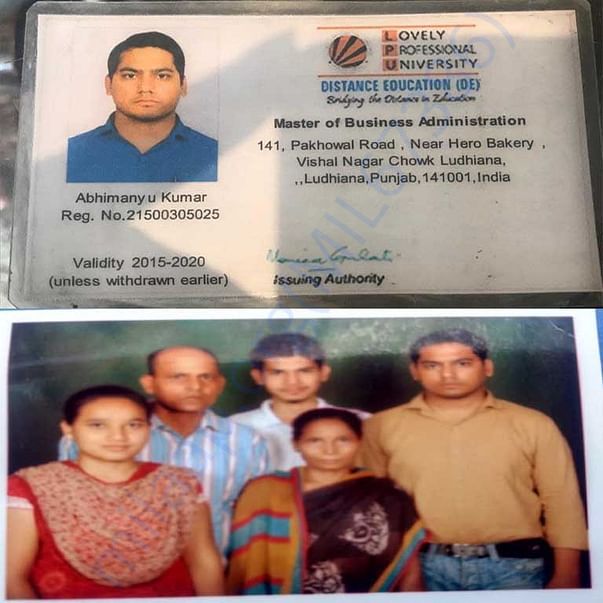 LOVELY
PROFESSIONAL
UNIVERSITY
DISTANCE EDUCATION (DE)
Bridging the Distance in Education
Master of Business Administration
141, Pakhowal Road , Near Hero Bakery ,
Vishal Nagar Chowk Ludhiana,
,,Ludhiana,Punjab,141001,India
Abhimanyu Kumar
Reg. No.21500305025
Validity 2015-2020
(unless withdrawn earlier)
Issuing Authority